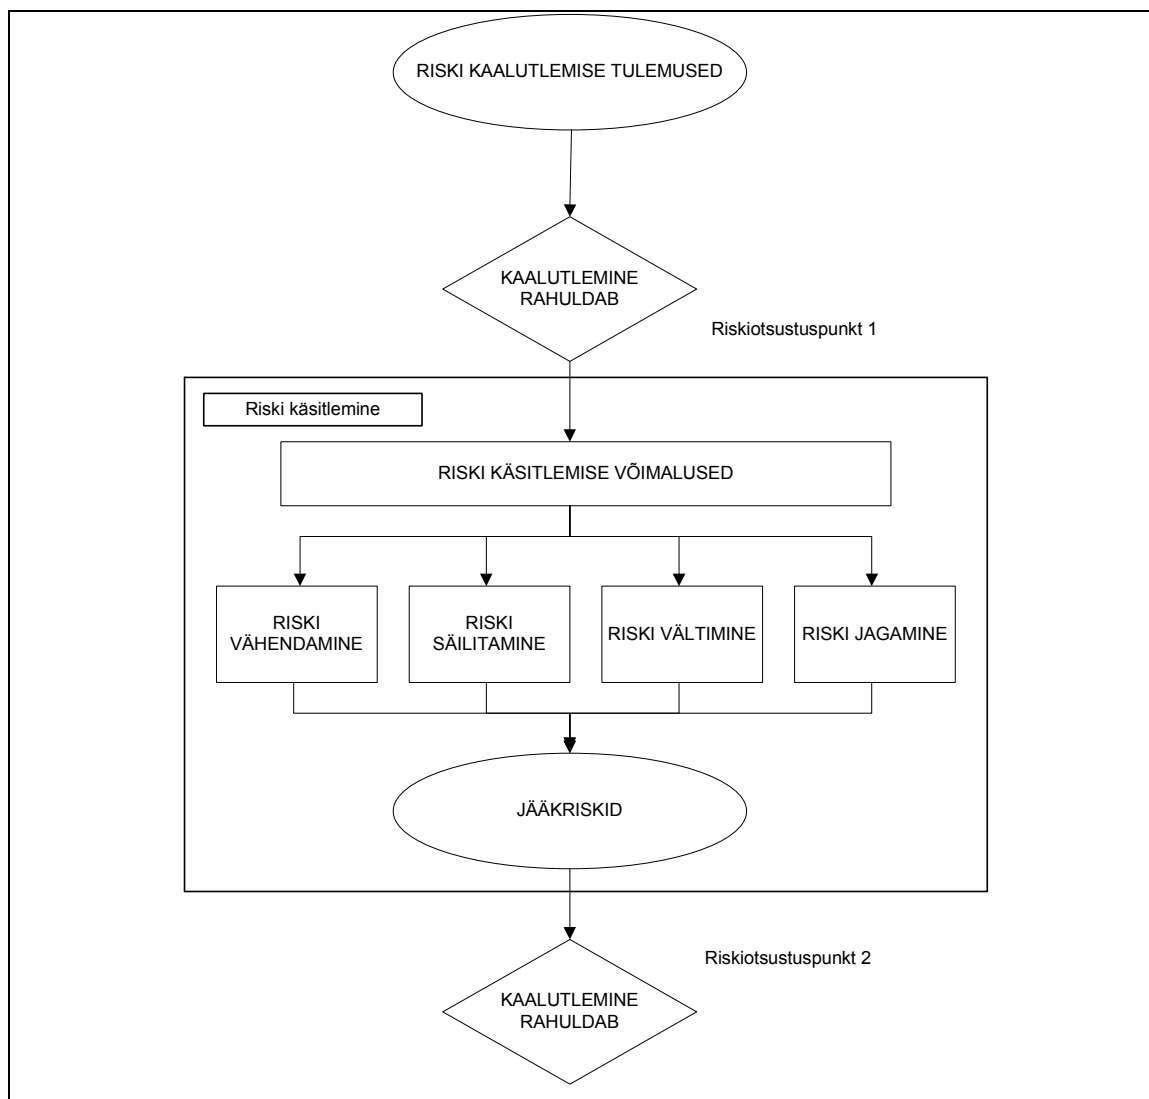 RISKI KAALUTLEMISE TULEMUSED
KAALUTLEMINE
RAHULDAB
Riskiotsustuspunkt 1
Riski käsitlemine
RISKI KÄSITLEMISE VÕIMALUSED
RISKI
VÄHENDAMINE
RISKI
SÄILITAMINE
RISKI VÄLTIMINE
RISKI JAGAMINE
JÄÄKRISKID
Riskiotsustuspunkt 2
KAALUTLEMINE
RAHULDAB